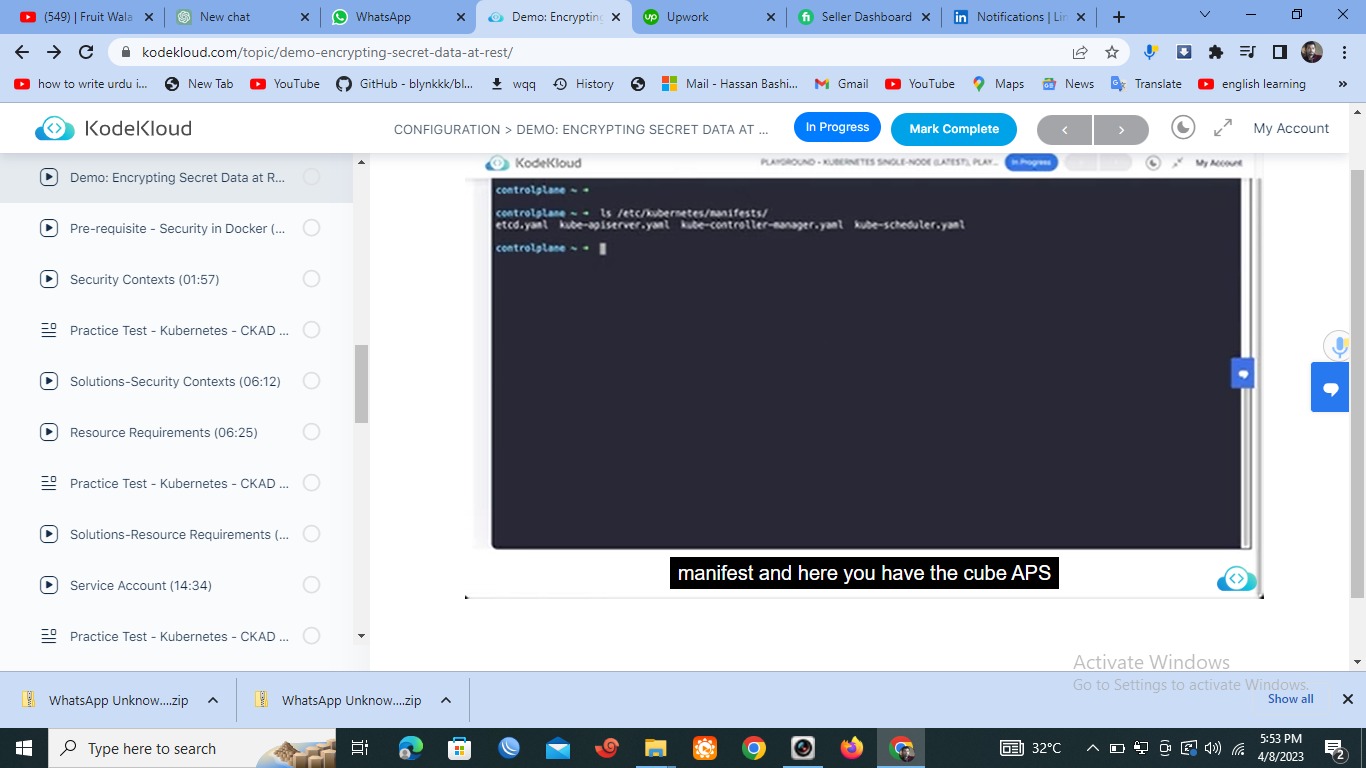 (549) | Fruit Wala
New chat
WhatsApp
Demo: Encrypting
Upwork
Seller Dashboard
Notifications | Lin
kodekloud.com/topic/demo-encrypting-secret-data-at-rest/
how to write urdu i...
New Tab
YouTube
GitHub - blynkkk/bl...
wqq
History
Mail - Hassan Bashi...
Gmail
YouTube
Maps
News
Translate
english learning
»
KodeKloud
CONFIGURATION > DEMO: ENCRYPTING SECRET DATA AT ...
In Progress
Mark Complete
<
>
My Account
Demo: Encrypting Secret Data at R...
Pre-requisite - Security in Docker (...
Security Contexts (01:57)
Practice Test - Kubernetes - CKAD ...
Solutions-Security Contexts (06:12)
Resource Requirements (06:25)
Practice Test - Kubernetes - CKAD ...
Solutions-Resource Requirements (...
Service Account (14:34)
Practice Test - Kubernetes - CKAD ...
KodeKloud
PLAYGROUND - KUBERNETES SINGLE-NODE (LATEST), PLAY...
In Progress
My Account
controlplane ~ ➜
controlplane ~ ➜ ls /etc/kubernetes/manifests/
etcd.yaml kube-apiserver.yaml kube-controller-manager.yaml kube-scheduler.yaml
controlplane ~ ➜
manifest and here you have the cube APS
Activate Windows
Go to Settings to activate Windows.
WhatsApp Unknow....zip
WhatsApp Unknow....zip
Show all
Type here to search
32°C
5:53 PM
4/8/2023
2